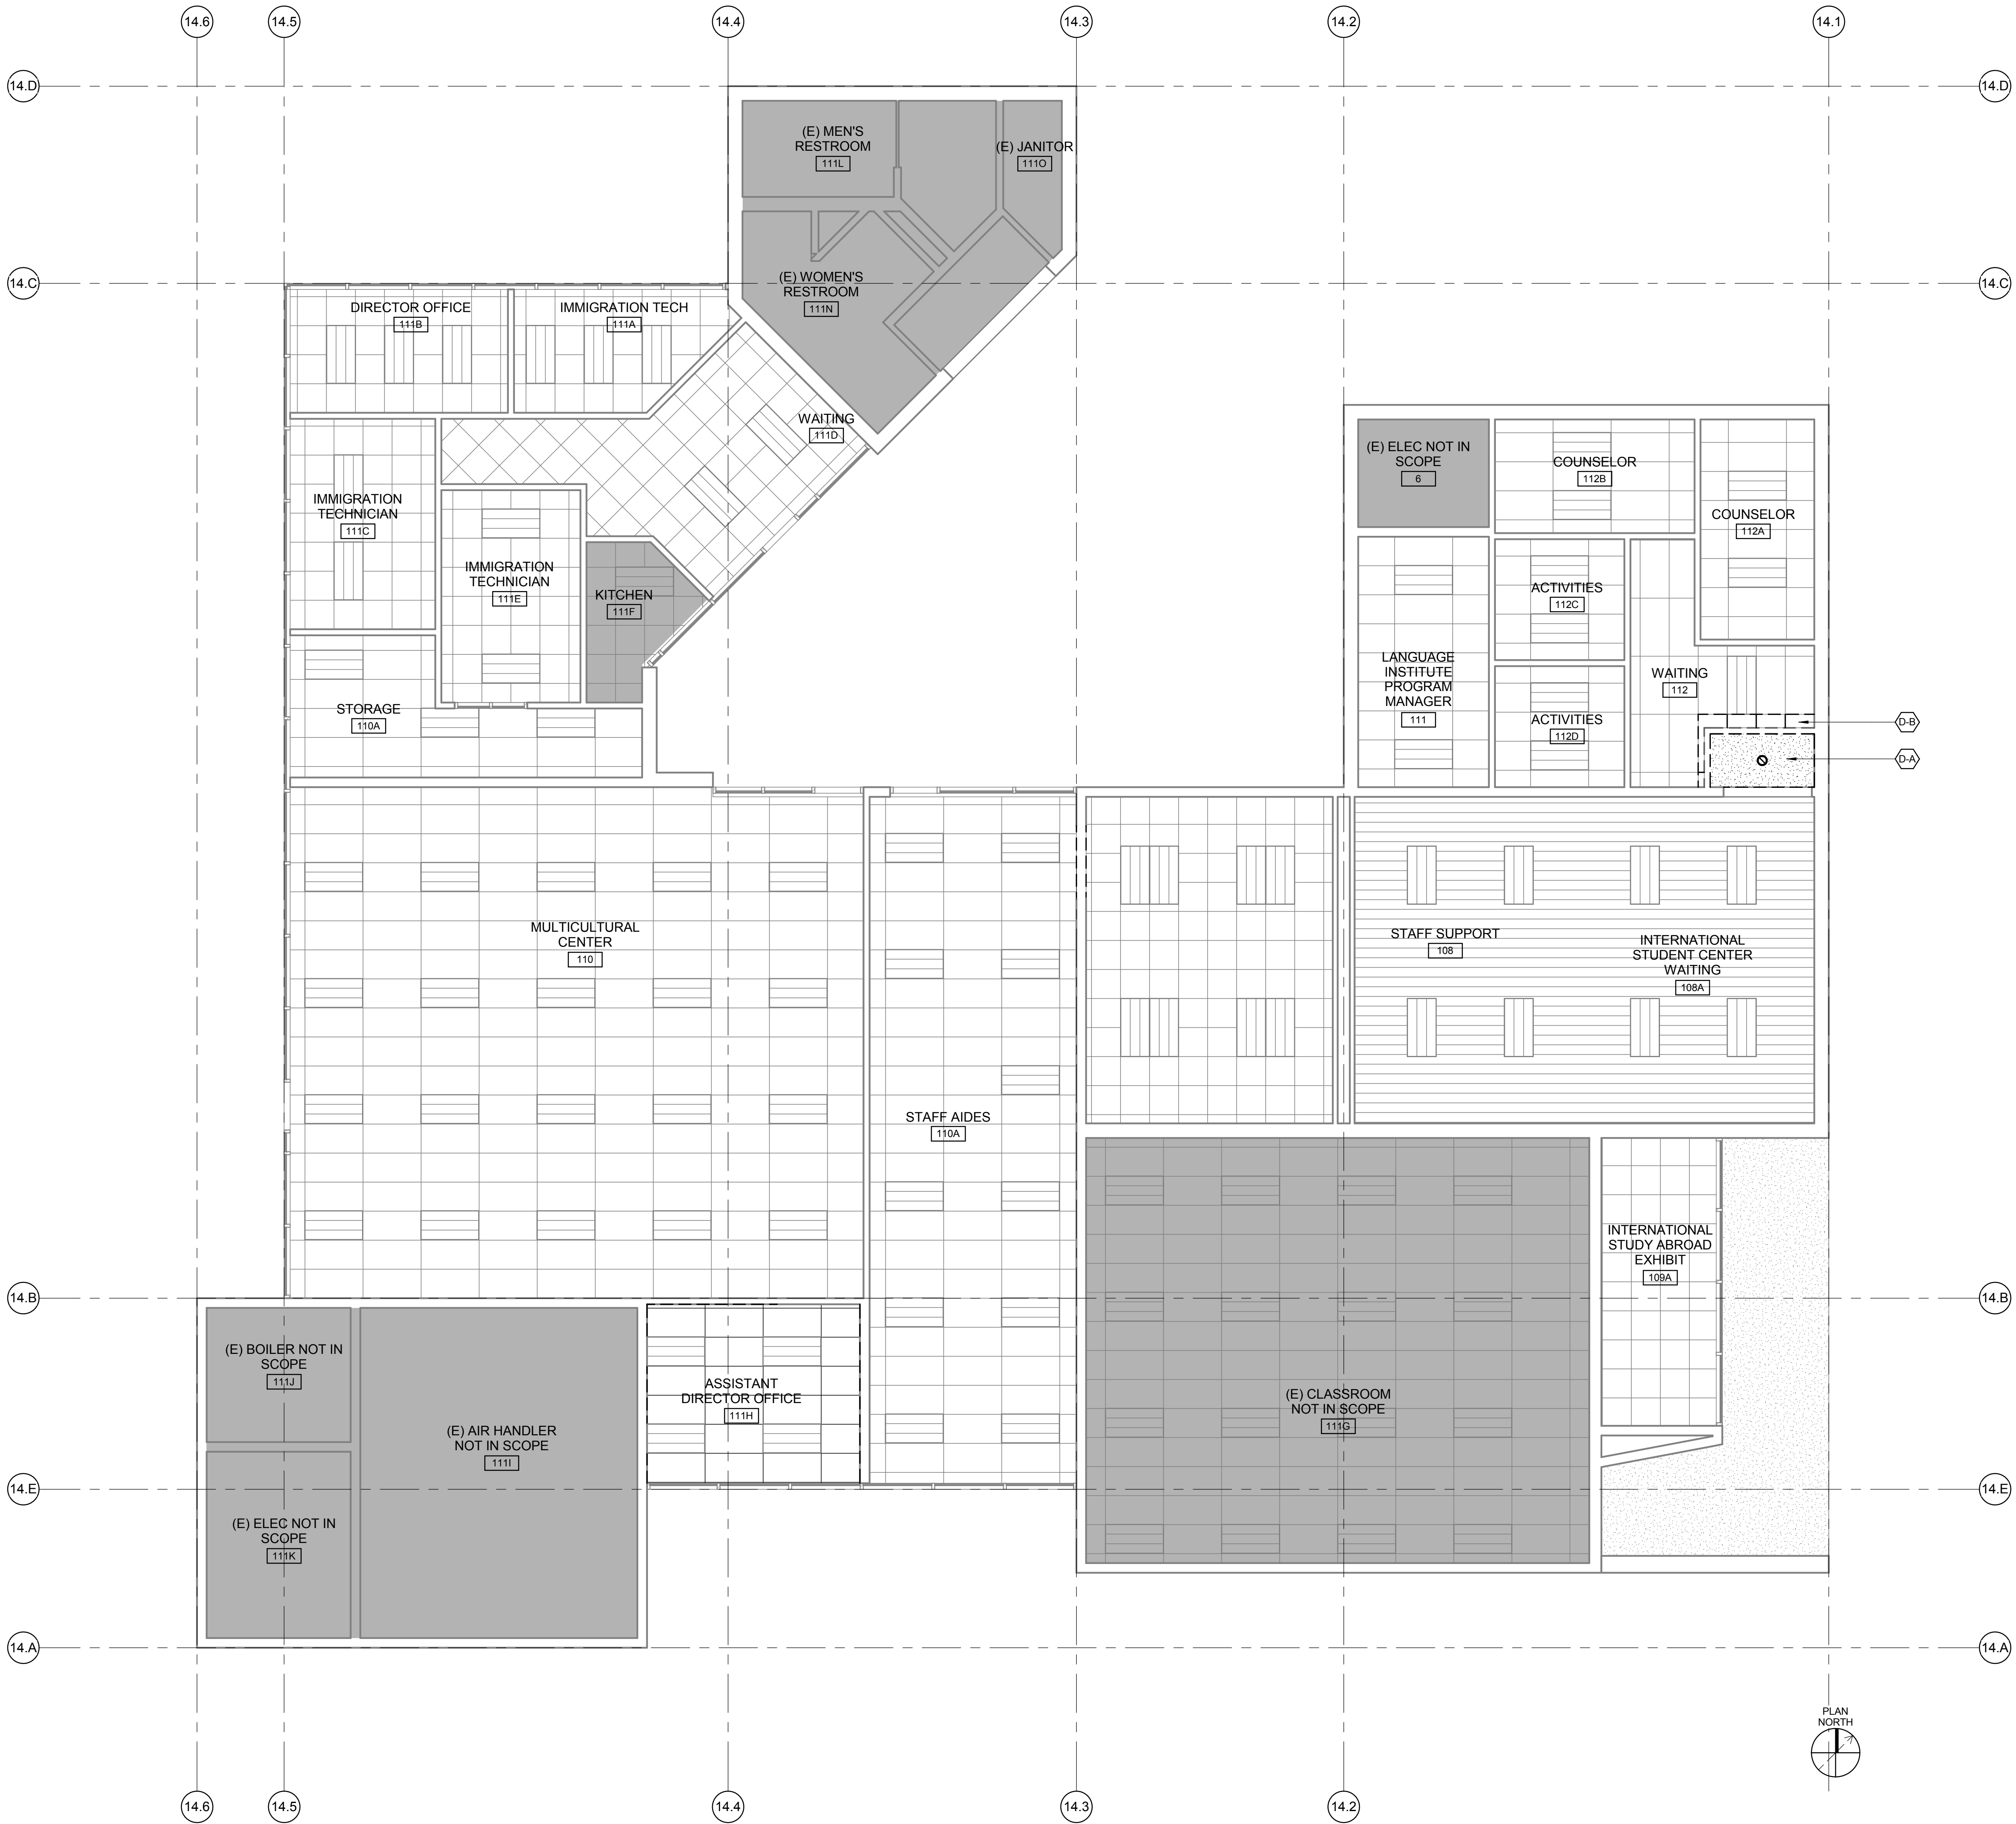 14.6
14.5
14.4
14.3
14.2
14.1
14.D
14.D
(E) MEN'S
RESTROOM
111L
(E) JANITOR
111O
14.C
14.C
(E) WOMEN'S
RESTROOM
111N
DIRECTOR OFFICE
111B
IMMIGRATION TECH
111A
WAITING
111D
(E) ELEC NOT IN
SCOPE
6
COUNSELOR
112B
COUNSELOR
112A
IMMIGRATION
TECHNICIAN
111C
IMMIGRATION
TECHNICIAN
111E
KITCHEN
111F
ACTIVITIES
112C
LANGUAGE
INSTITUTE
PROGRAM
MANAGER
111
WAITING
112
STORAGE
110A
ACTIVITIES
112D
D-B
D-A
MULTICULTURAL
CENTER
110
STAFF SUPPORT
108
INTERNATIONAL
STUDENT CENTER
WAITING
108A
STAFF AIDES
110A
INTERNATIONAL
STUDY ABROAD
EXHIBIT
109A
14.B
14.B
(E) BOILER NOT IN
SCOPE
111J
ASSISTANT
DIRECTOR OFFICE
111H
(E) CLASSROOM
NOT IN SCOPE
111G
(E) AIR HANDLER
NOT IN SCOPE
111I
14.E
14.E
(E) ELEC NOT IN
SCOPE
111K
14.A
14.A
PLAN
NORTH
14.6
14.5
14.4
14.3
14.2